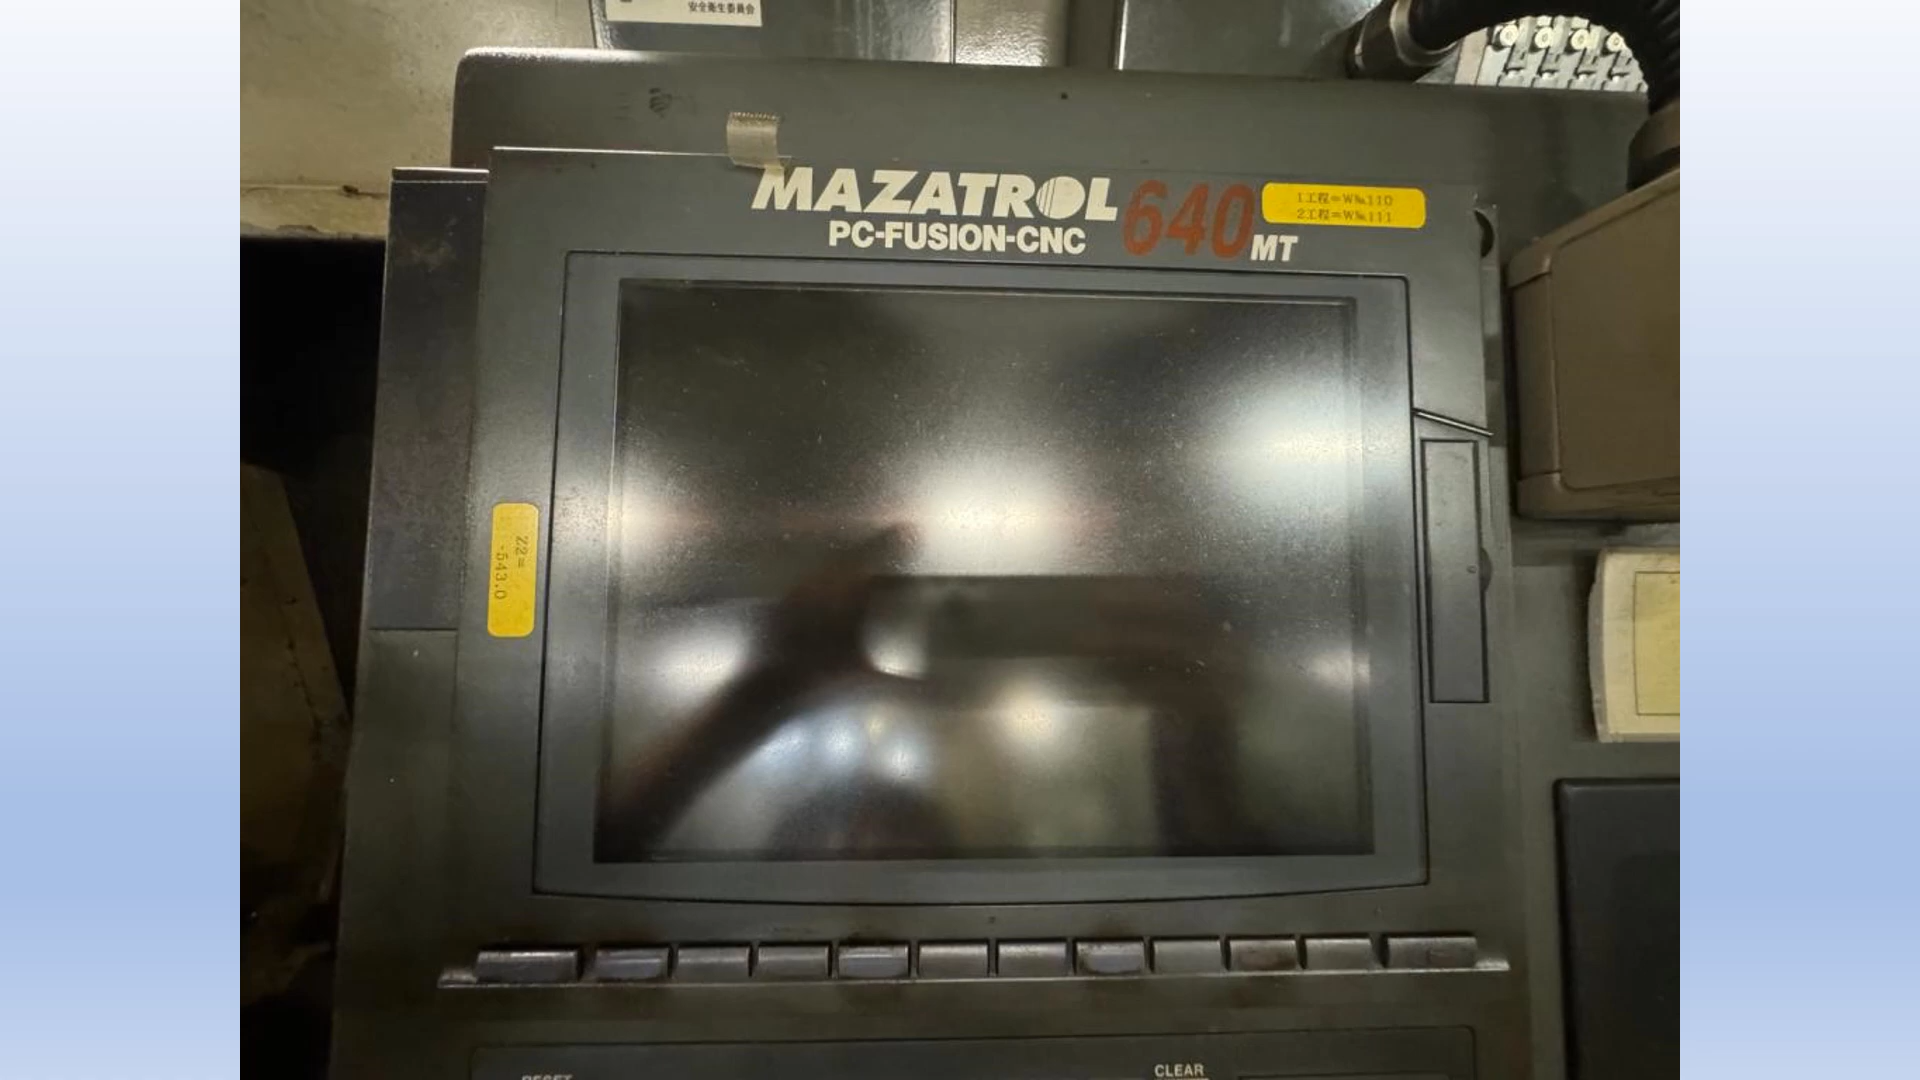 安全衛生委員会
MAZATROL 640 MT
PC-FUSION-CNC
1工程=W№110
2工程=W№111
Z2=
-543.0
RESET
CLEAR